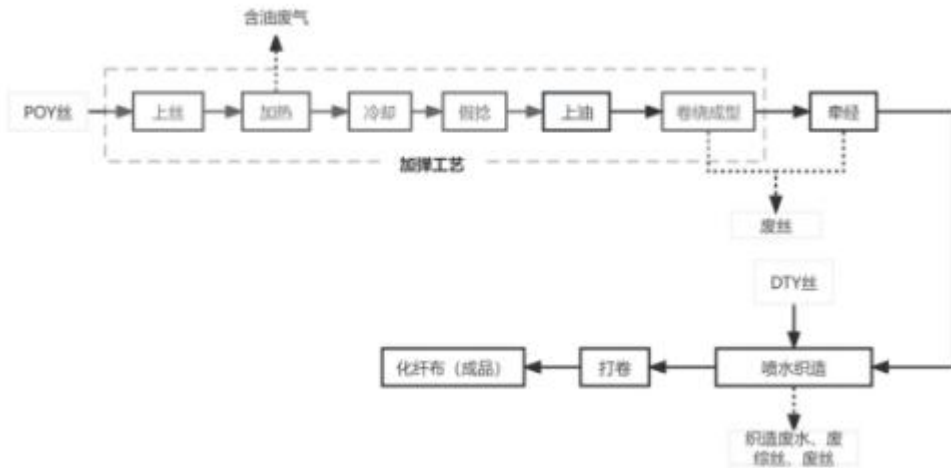 含油废气
POY丝
上丝
加热
冷却
假捻
上油
卷绕成型
牵经
加弹工艺
废丝
DTY丝
化纤布（成品）
打卷
喷水织造
织造废水、废
综丝、废丝